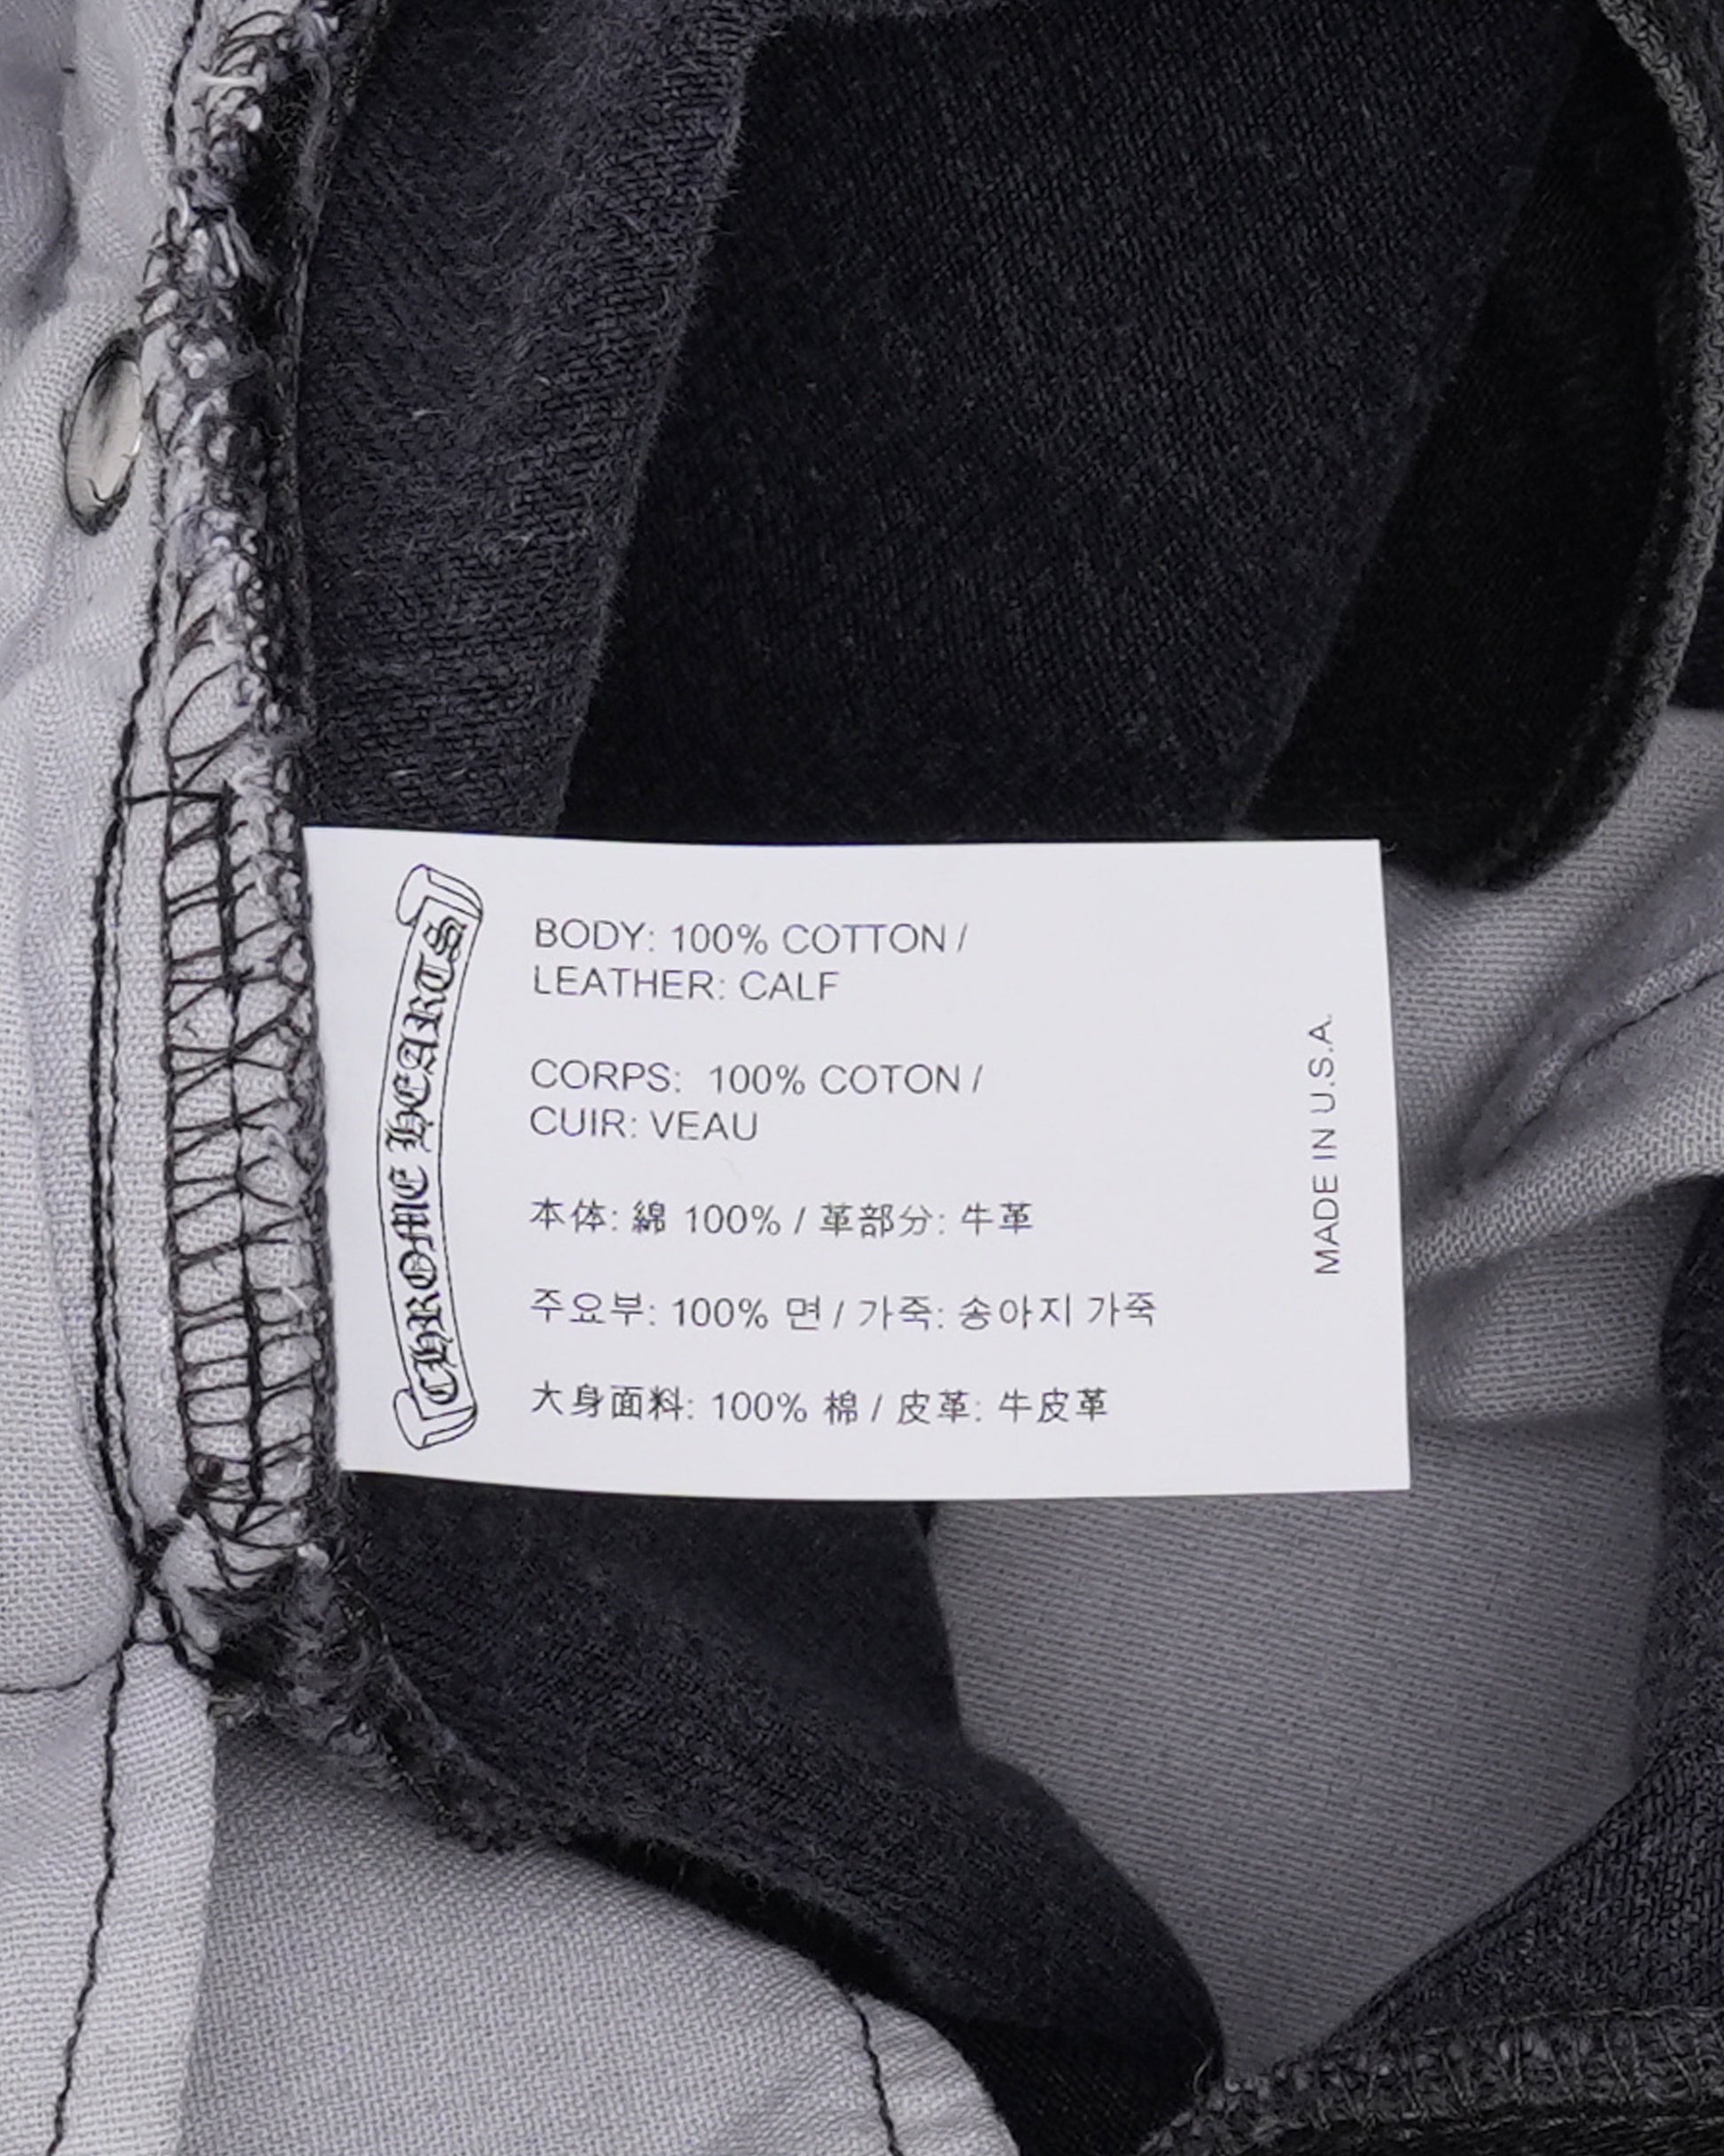 CHROME HEARTS
BODY: 100% COTTON /
LEATHER: CALF
CORPS: 100% COTON /
CUIR: VEAU
本体: 綿 100% / 革部分: 牛革
주요부: 100% 면 / 가죽: 송아지 가죽
大身面料: 100% 棉 / 皮革: 牛皮革
MADE IN U.S.A.